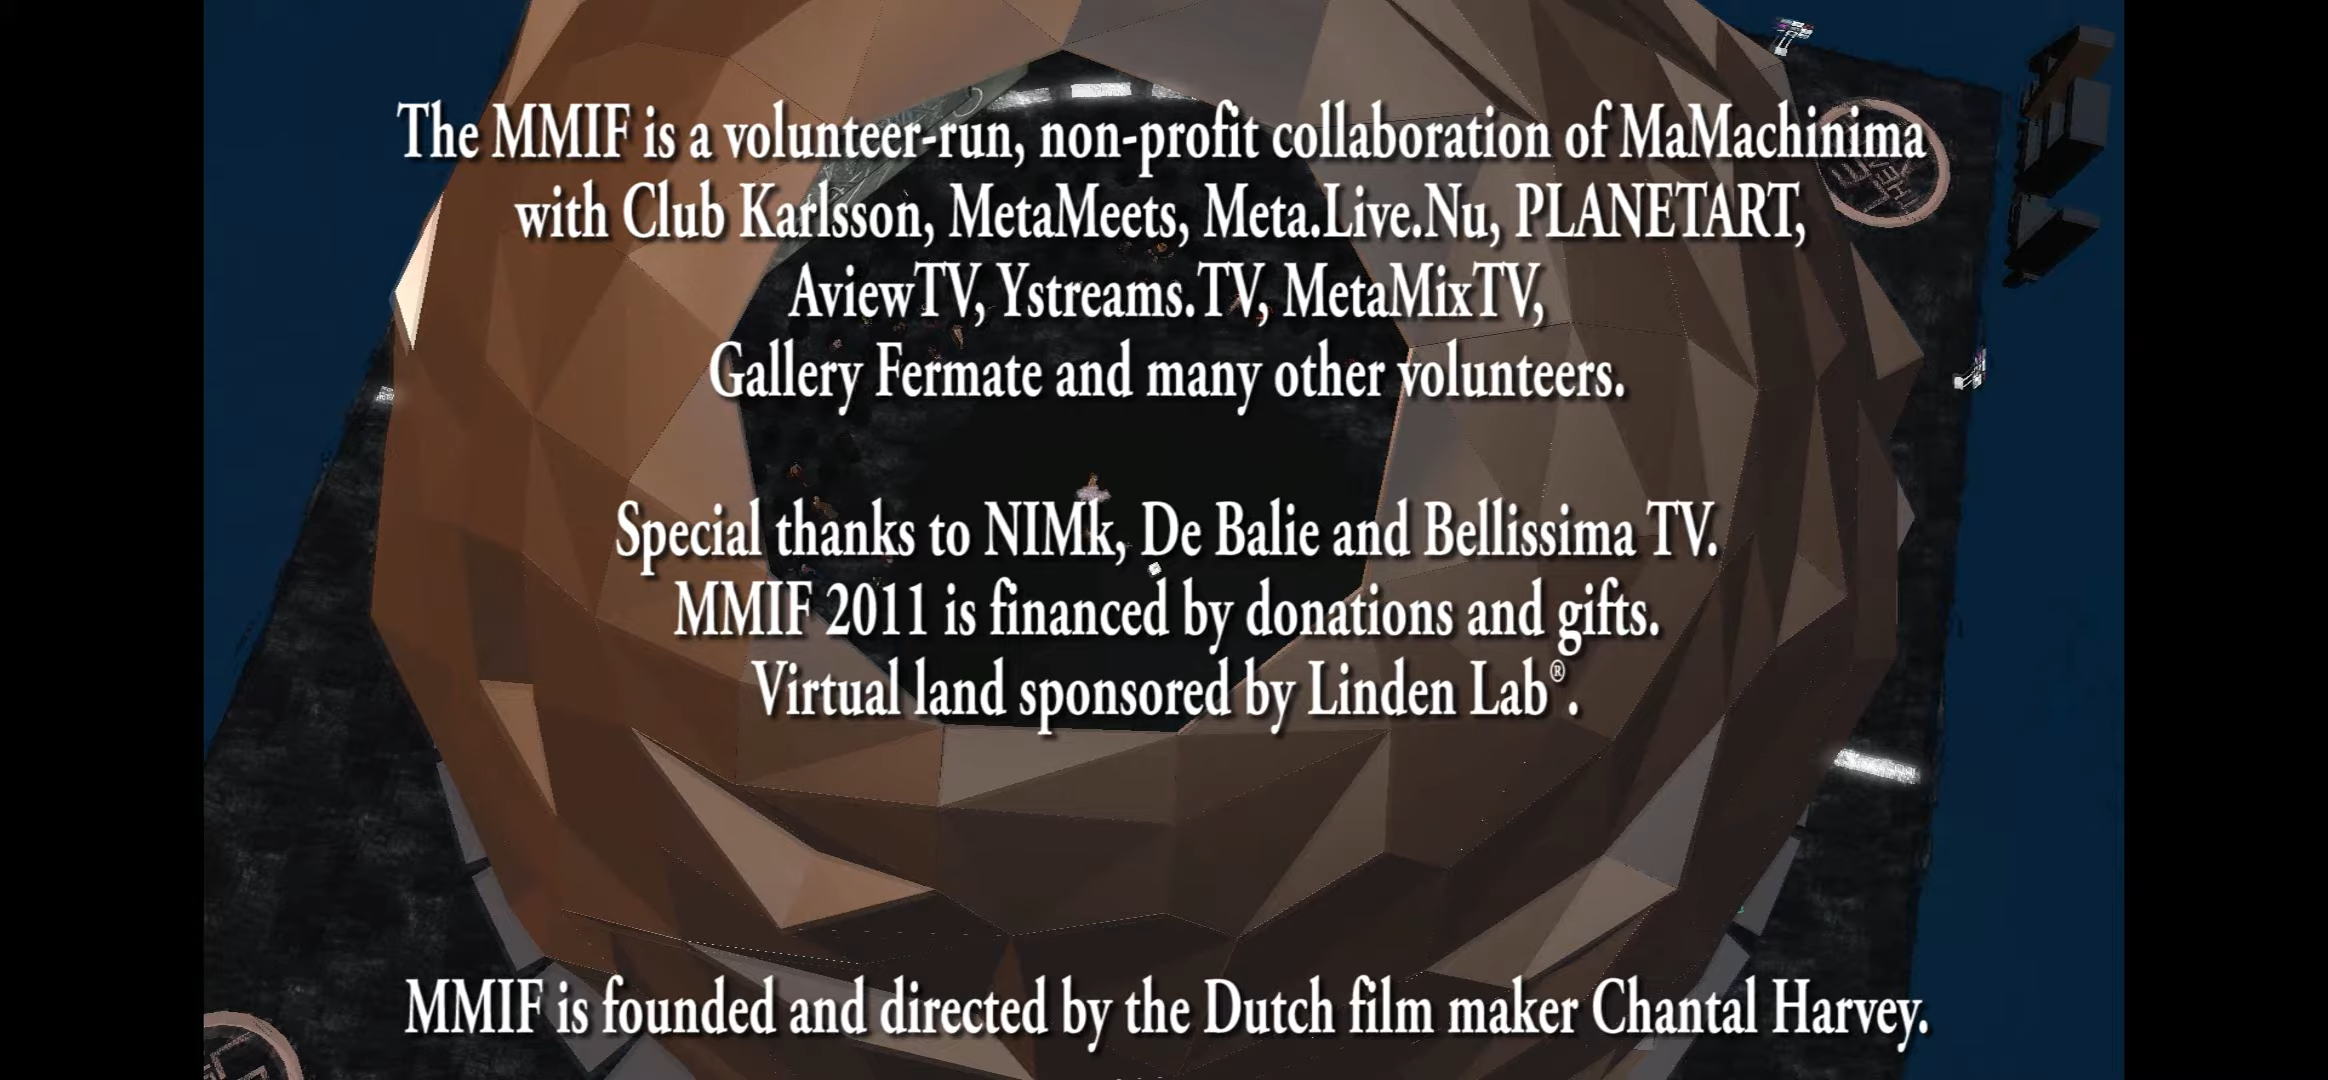 The MMIF is a volunteer-run, non-profit collaboration of MaMachinima
with Club Karlsson, MetaMeets, Meta.Live.Nu, PLANETART,
AviewTV, Ystreams.TV, MetaMixTV,
Gallery Fermate and many other volunteers.
Special thanks to NIMk, De Balie and Bellissima TV.
MMIF 2011 is financed by donations and gifts.
Virtual land sponsored by Linden Lab®.
MMIF is founded and directed by the Dutch film maker Chantal Harvey.